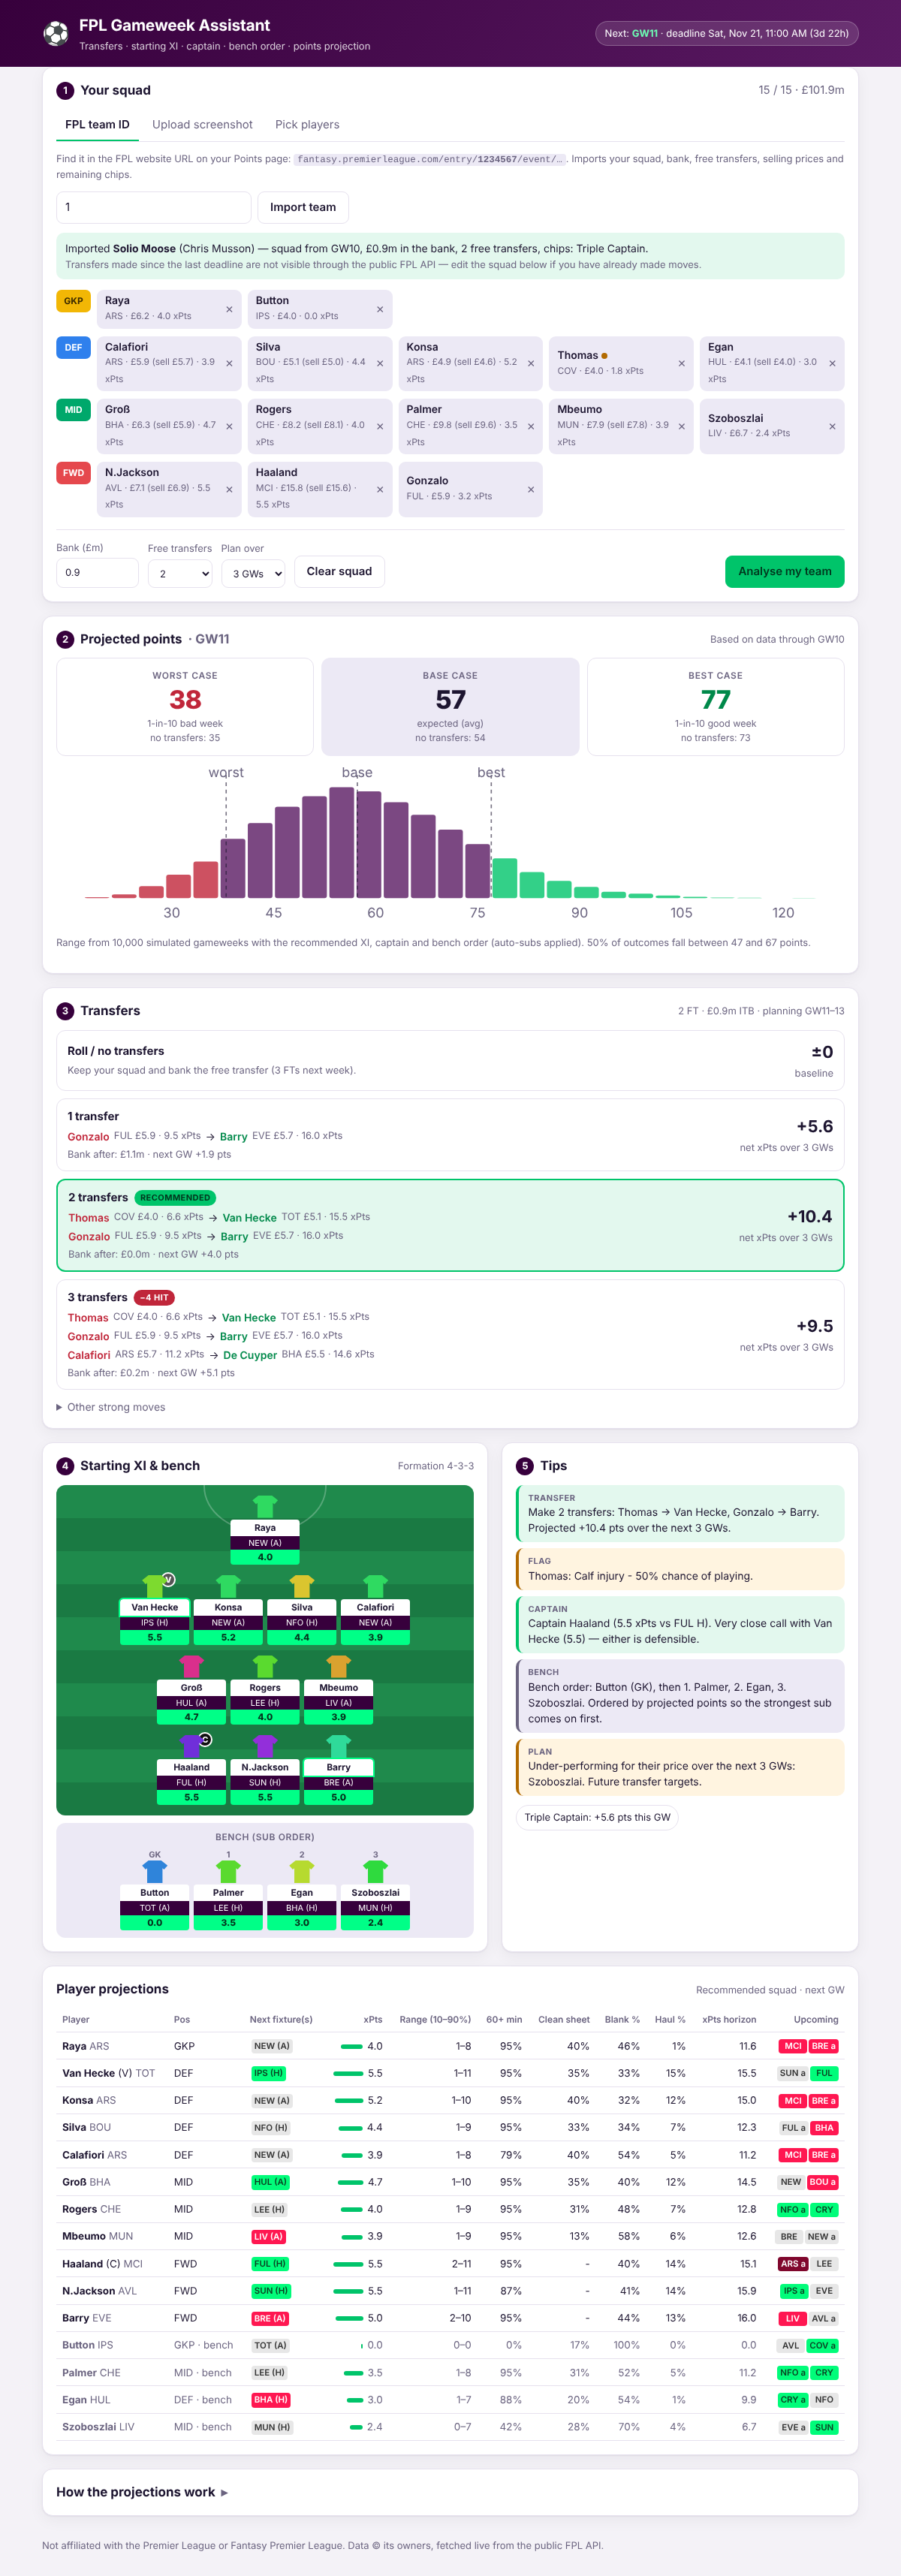 FPL Gameweek Assistant
Transfers · starting XI · captain · bench order · points projection
Next: GW11 · deadline Sat, Nov 21, 11:00 AM (3d 22h)
1 Your squad
15 / 15 · £101.9m
FPL team ID Upload screenshot Pick players
Find it in the FPL website URL on your Points page: fantasy.premierleague.com/entry/1234567/event/… . Imports your squad, bank, free transfers, selling prices and
remaining chips.
1 Import team
Imported Solio Moose (Chris Musson) — squad from GW10, £0.9m in the bank, 2 free transfers, chips: Triple Captain.
Transfers made since the last deadline are not visible through the public FPL API — edit the squad below if you have already made moves.
GKP
Raya
ARS · £6.2 · 4.0 xPts ×
Button
IPS · £4.0 · 0.0 xPts ×
DEF
Calafiori
ARS · £5.9 (sell £5.7) · 3.9
xPts ×
Silva
BOU · £5.1 (sell £5.0) · 4.4
xPts ×
Konsa
ARS · £4.9 (sell £4.6) · 5.2
xPts ×
Thomas
COV · £4.0 · 1.8 xPts ×
Egan
HUL · £4.1 (sell £4.0) · 3.0
xPts ×
MID
Groß
BHA · £6.3 (sell £5.9) · 4.7
xPts ×
Rogers
CHE · £8.2 (sell £8.1) · 4.0
xPts ×
Palmer
CHE · £9.8 (sell £9.6) · 3.5
xPts ×
Mbeumo
MUN · £7.9 (sell £7.8) · 3.9
xPts ×
Szoboszlai
LIV · £6.7 · 2.4 xPts ×
FWD
N.Jackson
AVL · £7.1 (sell £6.9) · 5.5
xPts ×
Haaland
MCI · £15.8 (sell £15.6) ·
5.5 xPts ×
Gonzalo
FUL · £5.9 · 3.2 xPts ×
Bank (£m) Free transfers Plan over
0.9 2 3 GWs Clear squad Analyse my team
2 Projected points · GW11
Based on data through GW10
WORST CASE
38
1-in-10 bad week
no transfers: 35
BASE CASE
57
expected (avg)
no transfers: 54
BEST CASE
77
1-in-10 good week
no transfers: 73
worst base best
30 45 60 75 90 105 120
Range from 10,000 simulated gameweeks with the recommended XI, captain and bench order (auto-subs applied). 50% of outcomes fall between 47 and 67 points.
3 Transfers
2 FT · £0.9m ITB · planning GW11–13
Roll / no transfers
Keep your squad and bank the free transfer (3 FTs next week).
±0
baseline
1 transfer
Gonzalo FUL £5.9 · 9.5 xPts → Barry EVE £5.7 · 16.0 xPts
Bank after: £1.1m · next GW +1.9 pts
+5.6
net xPts over 3 GWs
2 transfers RECOMMENDED
Thomas COV £4.0 · 6.6 xPts → Van Hecke TOT £5.1 · 15.5 xPts
Gonzalo FUL £5.9 · 9.5 xPts → Barry EVE £5.7 · 16.0 xPts
Bank after: £0.0m · next GW +4.0 pts
+10.4
net xPts over 3 GWs
3 transfers −4 HIT
Thomas COV £4.0 · 6.6 xPts → Van Hecke TOT £5.1 · 15.5 xPts
Gonzalo FUL £5.9 · 9.5 xPts → Barry EVE £5.7 · 16.0 xPts
Calafiori ARS £5.7 · 11.2 xPts → De Cuyper BHA £5.5 · 14.6 xPts
Bank after: £0.2m · next GW +5.1 pts
+9.5
net xPts over 3 GWs
▶ Other strong moves
4 Starting XI & bench
Formation 4-3-3
Raya
NEW (A)
4.0
V
Van Hecke Konsa Silva Calafiori
IPS (H) NEW (A) NFO (H) NEW (A)
5.5 5.2 4.4 3.9
Groß Rogers Mbeumo
HUL (A) LEE (H) LIV (A)
4.7 4.0 3.9
C
Haaland N.Jackson Barry
FUL (H) SUN (H) BRE (A)
5.5 5.5 5.0
BENCH (SUB ORDER)
GK 1 2 3
Button Palmer Egan Szoboszlai
TOT (A) LEE (H) BHA (H) MUN (H)
0.0 3.5 3.0 2.4
5 Tips
TRANSFER
Make 2 transfers: Thomas → Van Hecke, Gonzalo → Barry.
Projected +10.4 pts over the next 3 GWs.
FLAG
Thomas: Calf injury - 50% chance of playing.
CAPTAIN
Captain Haaland (5.5 xPts vs FUL H). Very close call with Van
Hecke (5.5) — either is defensible.
BENCH
Bench order: Button (GK), then 1. Palmer, 2. Egan, 3.
Szoboszlai. Ordered by projected points so the strongest sub
comes on first.
PLAN
Under-performing for their price over the next 3 GWs:
Szoboszlai. Future transfer targets.
Triple Captain: +5.6 pts this GW
Player projections
Recommended squad · next GW
Player Pos Next fixture(s) xPts Range (10–90%) 60+ min Clean sheet Blank % Haul % xPts horizon Upcoming
Raya ARS GKP NEW (A) 4.0 1–8 95% 40% 46% 1% 11.6 MCI BRE a
Van Hecke (V) TOT DEF IPS (H) 5.5 1–11 95% 35% 33% 15% 15.5 SUN a FUL
Konsa ARS DEF NEW (A) 5.2 1–10 95% 40% 32% 12% 15.0 MCI BRE a
Silva BOU DEF NFO (H) 4.4 1–9 95% 33% 34% 7% 12.3 FUL a BHA
Calafiori ARS DEF NEW (A) 3.9 1–8 79% 40% 54% 5% 11.2 MCI BRE a
Groß BHA MID HUL (A) 4.7 1–10 95% 35% 40% 12% 14.5 NEW BOU a
Rogers CHE MID LEE (H) 4.0 1–9 95% 31% 48% 7% 12.8 NFO a CRY
Mbeumo MUN MID LIV (A) 3.9 1–9 95% 13% 58% 6% 12.6 BRE NEW a
Haaland (C) MCI FWD FUL (H) 5.5 2–11 95% - 40% 14% 15.1 ARS a LEE
N.Jackson AVL FWD SUN (H) 5.5 1–11 87% - 41% 14% 15.9 IPS a EVE
Barry EVE FWD BRE (A) 5.0 2–10 95% - 44% 13% 16.0 LIV AVL a
Button IPS GKP · bench TOT (A) 0.0 0–0 0% 17% 100% 0% 0.0 AVL COV a
Palmer CHE MID · bench LEE (H) 3.5 1–8 95% 31% 52% 5% 11.2 NFO a CRY
Egan HUL DEF · bench BHA (H) 3.0 1–7 88% 20% 54% 1% 9.9 CRY a NFO
Szoboszlai LIV MID · bench MUN (H) 2.4 0–7 42% 28% 70% 4% 6.7 EVE a SUN
How the projections work ▸
Not affiliated with the Premier League or Fantasy Premier League. Data © its owners, fetched live from the public FPL API.